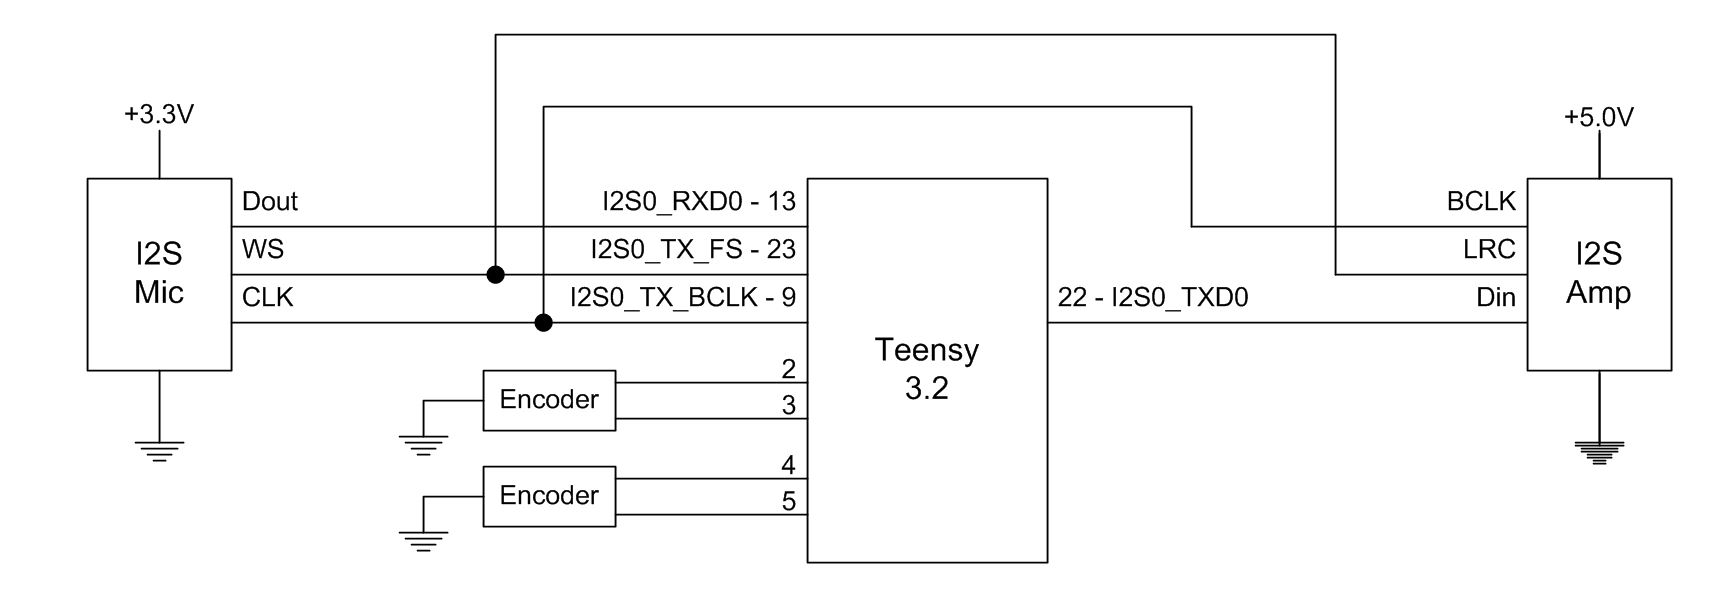 +3.3V
+5.0V
Dout
I2S0_RXD0 - 13
BCLK
I2S
Mic
WS
I2S0_TX_FS - 23
LRC
I2S
Amp
CLK
I2S0_TX_BCLK - 9
22 - I2S0_TXD0
Din
Teensy
3.2
2
Encoder
3
4
Encoder
5